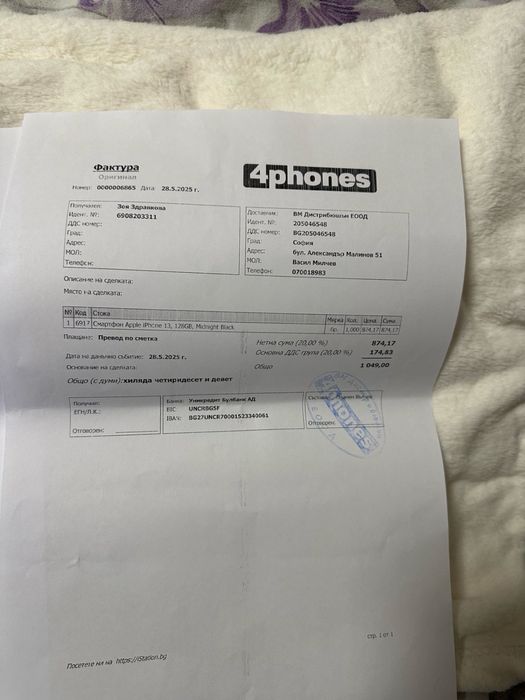 Фактура
Оригинал
Номер: 0000006865 Дата 28.5.2025 г.
4phones
Получател: Зоя Здравкова
Идент. №: 6908203311
ДДС номер:
Град:
Адрес:
МОЛ:
Телефон:
Доставчик: ВМ Дистрибюшън ЕООД
Идент. №: 205046548
ДДС номер: BG205046548
Град: София
Адрес: бул. Александър Малинов 51
МОЛ: Васил Милчев
Телефон: 070018983
Описание на сделката:
Място на сделката:
№ Код Стока Мярка Кол. Цена Сума
1 6917 Смартфон Apple iPhone 13, 128GB, Midnight Black бр. 1,000 874,17 874,17
Плащане: Превод по сметка
Нетна сума (20,00 %) 874,17
Основна ДДС група (20,00 %) 174,83
Дата на данъчно събитие: 28.5.2025 г.
Основание на сделката:
Общо 1 049,00
Общо (с думи): хиляда четиридесет и девет
Получил:
ЕГН/Л.К.:
Отговорен:
Банка: Уникредит Булбанк АД
BIC: UNCRBGSF
IBAN: BG27UNCR70001523340061
Отговорен:
стр. 1 от 1
Посетете ни на https://iStation.bg